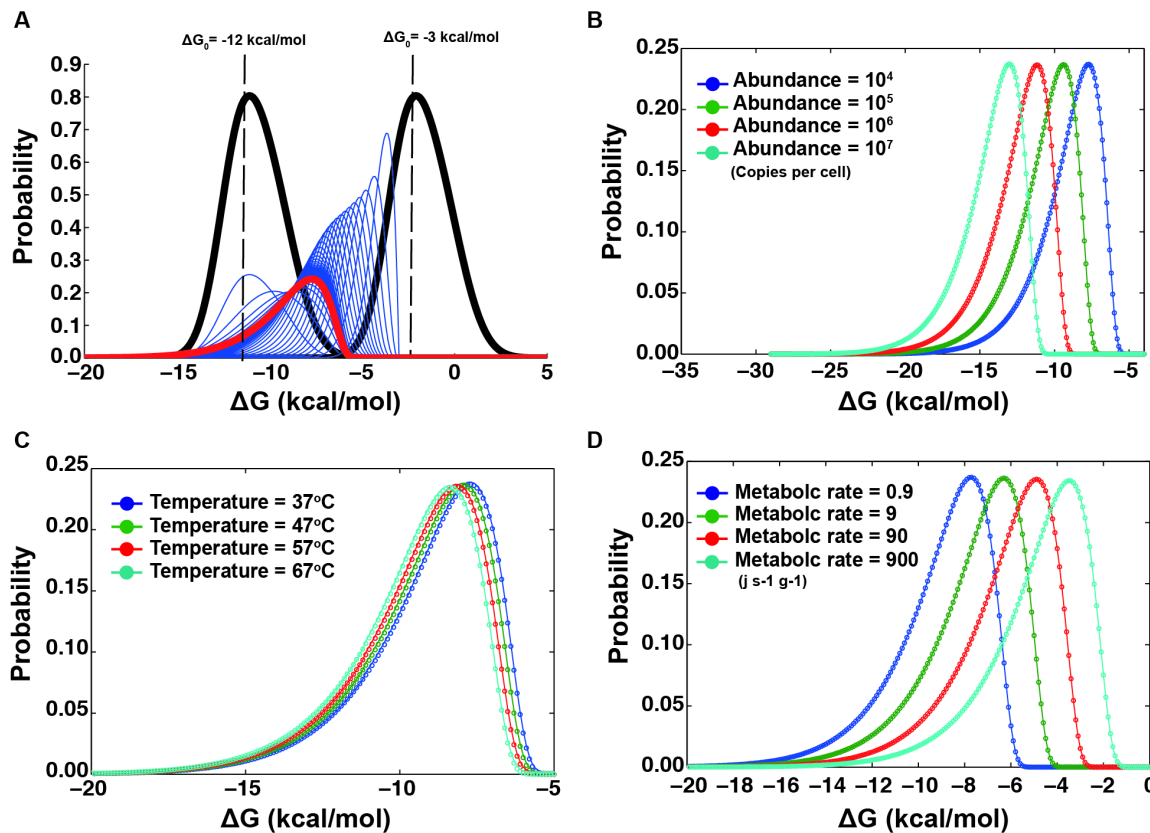 A
ΔG₀= -12 kcal/mol
ΔG₀= -3 kcal/mol
0.9
0.8
0.7
0.6
0.5
0.4
0.3
0.2
0.1
0.0
Probability
−20
−15
−10
−5
0
5
ΔG (kcal/mol)
B
0.25
0.20
0.15
0.10
0.05
0.00
Probability
Abundance = 10⁴
Abundance = 10⁵
Abundance = 10⁶
Abundance = 10⁷
(Copies per cell)
−35
−30
−25
−20
−15
−10
−5
ΔG (kcal/mol)
C
0.25
0.20
0.15
0.10
0.05
0.00
Probability
Temperature = 37°C
Temperature = 47°C
Temperature = 57°C
Temperature = 67°C
−20
−15
−10
−5
ΔG (kcal/mol)
D
0.25
0.20
0.15
0.10
0.05
0.00
Probability
Metabolc rate = 0.9
Metabolc rate = 9
Metabolc rate = 90
Metabolc rate = 900
(j s-1 g-1)
−20
−18
−16
−14
−12
−10
−8
−6
−4
−2
0
ΔG (kcal/mol)